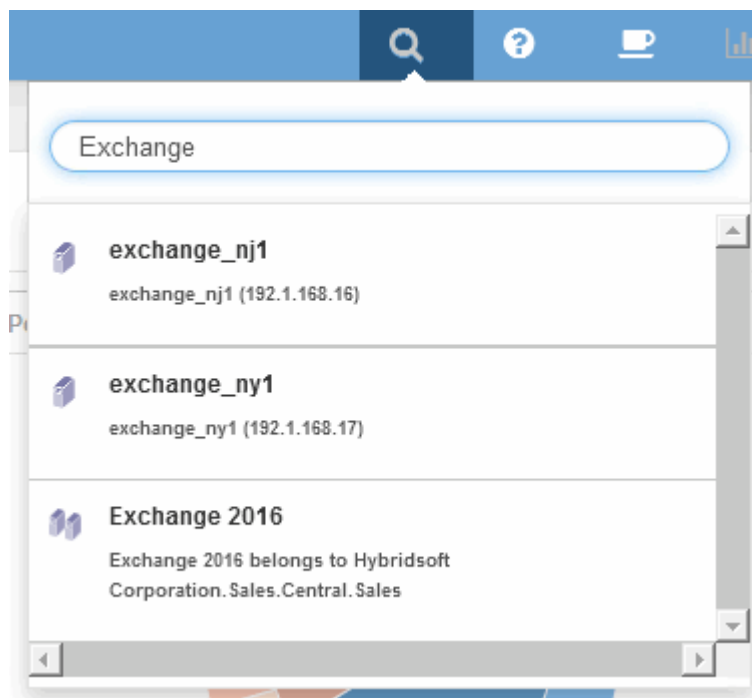 Exchange
exchange_nj1
exchange_nj1 (192.1.168.16)
exchange_ny1
exchange_ny1 (192.1.168.17)
Exchange 2016
Exchange 2016 belongs to Hybridsoft
Corporation.Sales.Central.Sales